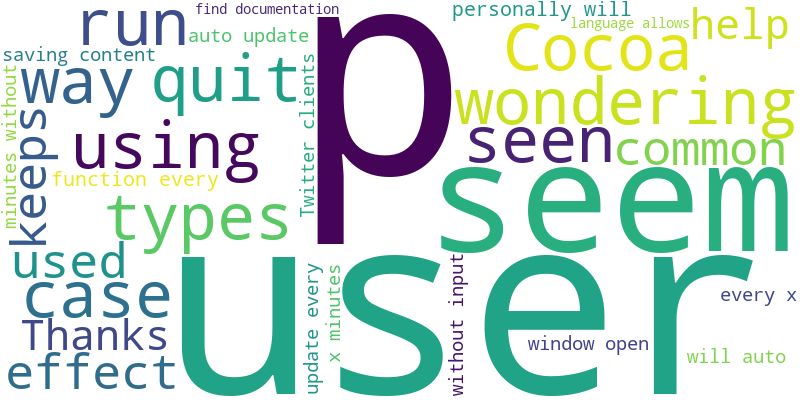 find documentation
p
personally will
run
auto update
language allows
help
saving content
Cocoa
way
quit
wondering
minutes without
keeps
using
Twitter clients
seen
common
function every
seem
types
used
user
case
update every
x minutes
without input
every x
Thanks
window open
effect
will auto